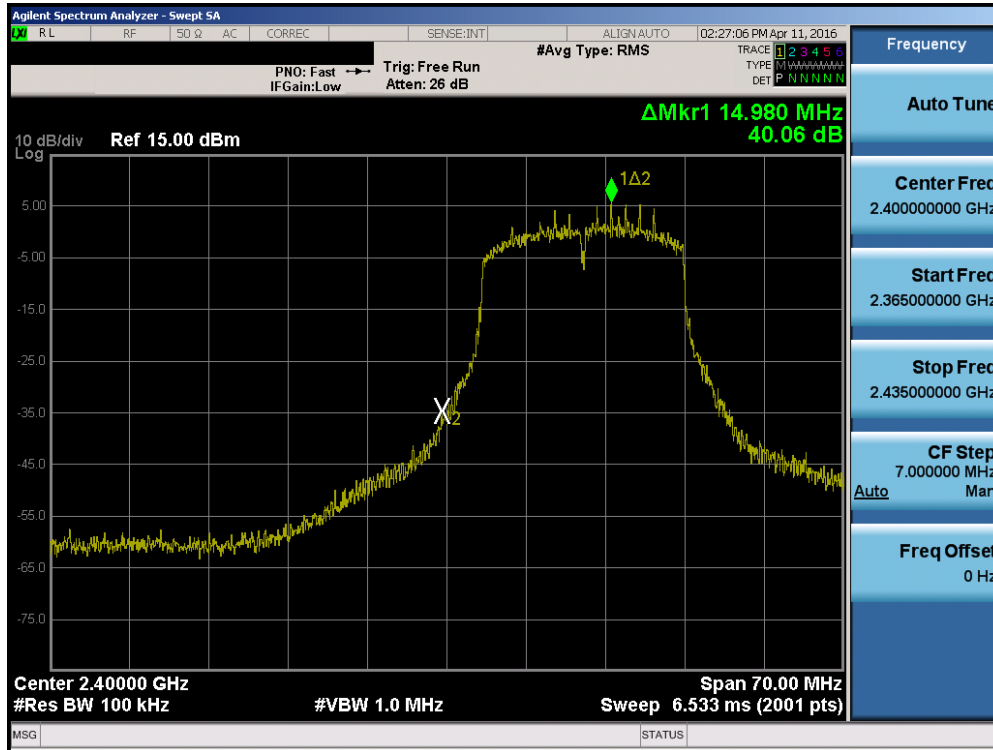 Agilent Spectrum Analyzer - Swept SA
LXI RL RF 50 Ω AC CORREC SENSE:INT ALIGN AUTO 02:27:06 PM Apr 11, 2016
#Avg Type: RMS TRACE 1 2 3 4 5 6
PNO: Fast Trig: Free Run TYPE M W W W W W
IFGain:Low Atten: 26 dB DET P N N N N N
ΔMkr1 14.980 MHz
10 dB/div Ref 15.00 dBm 40.06 dB
Log
1Δ2
5.00
-5.00
-15.0
-25.0
-35.0
X2
-45.0
-55.0
-65.0
-75.0
Center 2.40000 GHz Span 70.00 MHz
#Res BW 100 kHz #VBW 1.0 MHz Sweep 6.533 ms (2001 pts)
MSG STATUS
Frequency
Auto Tune
Center Freq
2.400000000 GHz
Start Freq
2.365000000 GHz
Stop Freq
2.435000000 GHz
CF Step
7.000000 MHz
Auto Man
Freq Offset
0 Hz